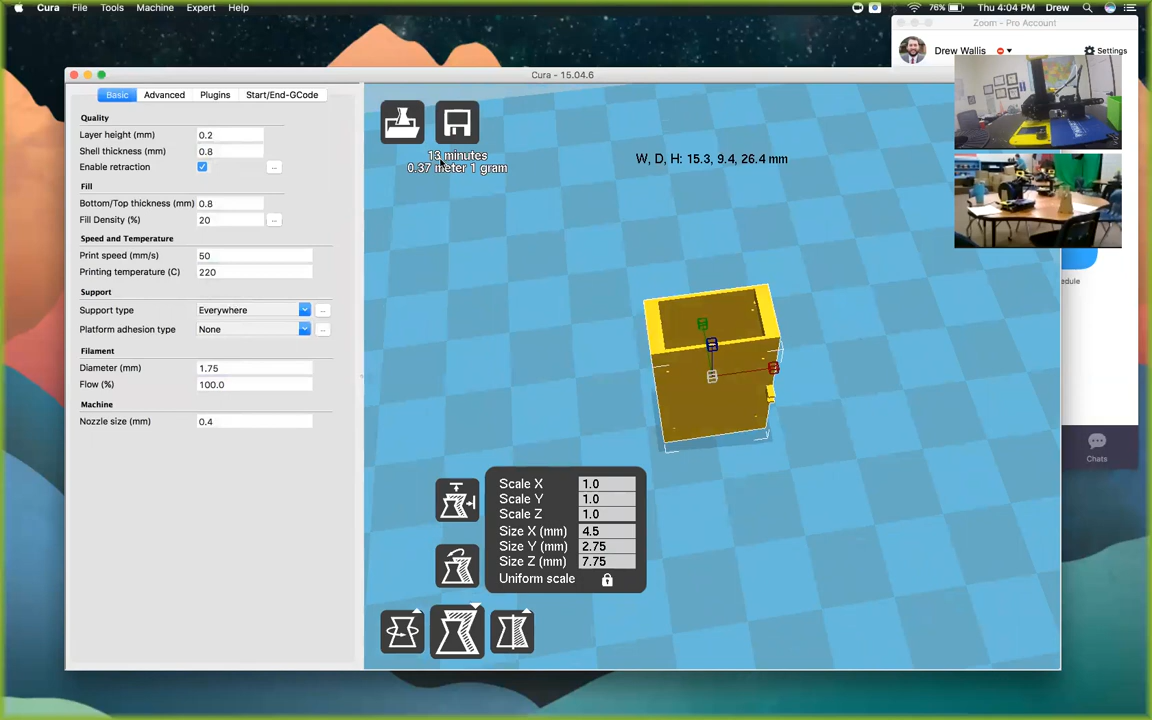 Cura File Tools Machine Expert Help
76% Thu 4:04 PM Drew
Zoom - Pro Account
Drew Wallis
Settings
Cura - 15.04.6
Basic Advanced Plugins Start/End-GCode
Quality
Layer height (mm) 0.2
Shell thickness (mm) 0.8
Enable retraction ...
Fill
Bottom/Top thickness (mm) 0.8
Fill Density (%) 20 ...
Speed and Temperature
Print speed (mm/s) 50
Printing temperature (C) 220
Support
Support type Everywhere ...
Platform adhesion type None ...
Filament
Diameter (mm) 1.75
Flow (%) 100.0
Machine
Nozzle size (mm) 0.4
13 minutes
0.37 meter 1 gram
W, D, H: 15.3, 9.4, 26.4 mm
Scale X 1.0
Scale Y 1.0
Scale Z 1.0
Size X (mm) 4.5
Size Y (mm) 2.75
Size Z (mm) 7.75
Uniform scale
edule
Chats